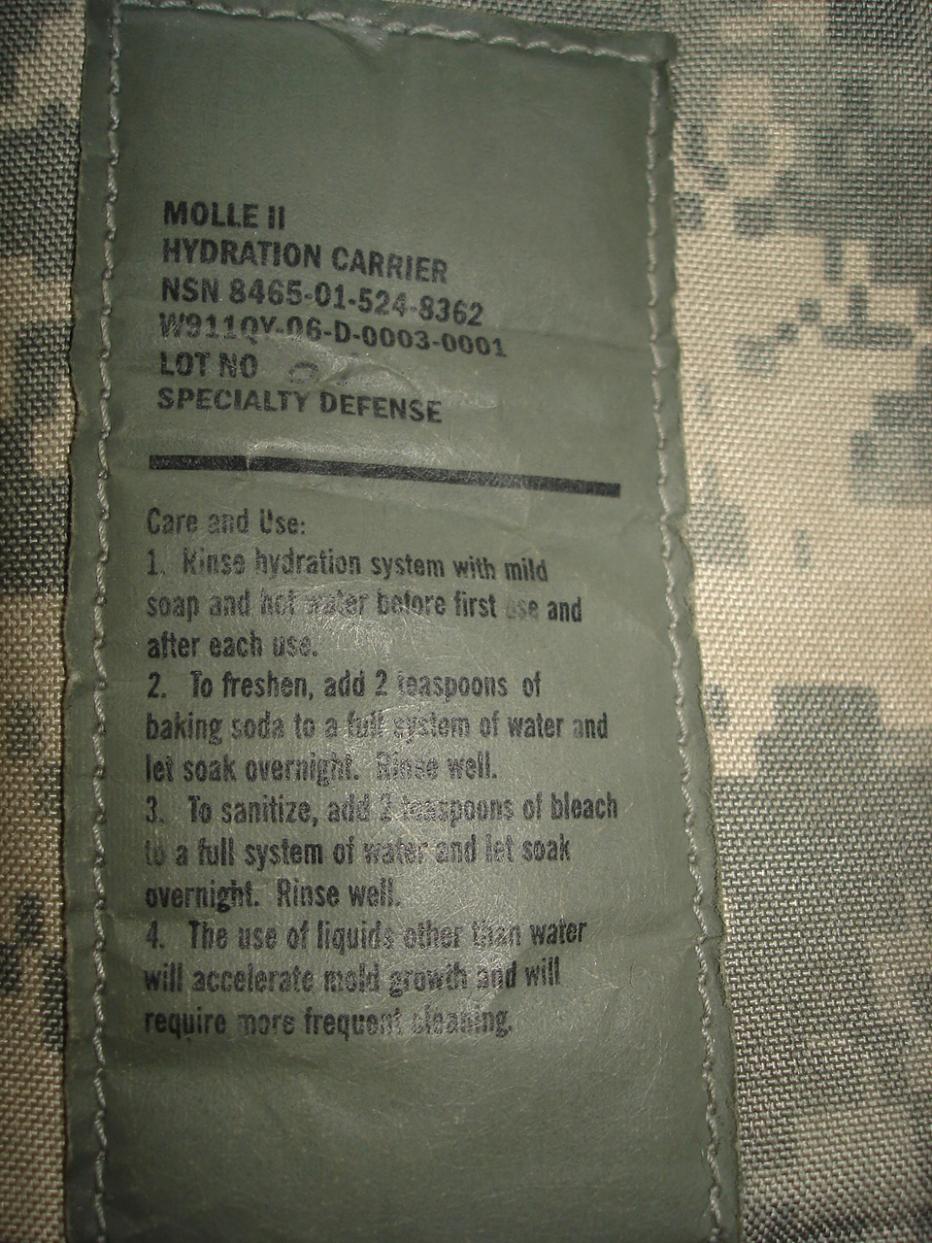 MOLLE II
HYDRATION CARRIER
NSN 8465-01-524-8362
W911QY-06-D-0003-0001
LOT NO
SPECIALTY DEFENSE
Care and Use:
1. Rinse hydration system with mild
soap and hot water before first use and
after each use.
2. To freshen, add 2 teaspoons of
baking soda to a full system of water and
let soak overnight. Rinse well.
3. To sanitize, add 2 teaspoons of bleach
to a full system of water and let soak
overnight. Rinse well.
4. The use of liquids other than water
will accelerate mold growth and will
require more frequent cleaning.